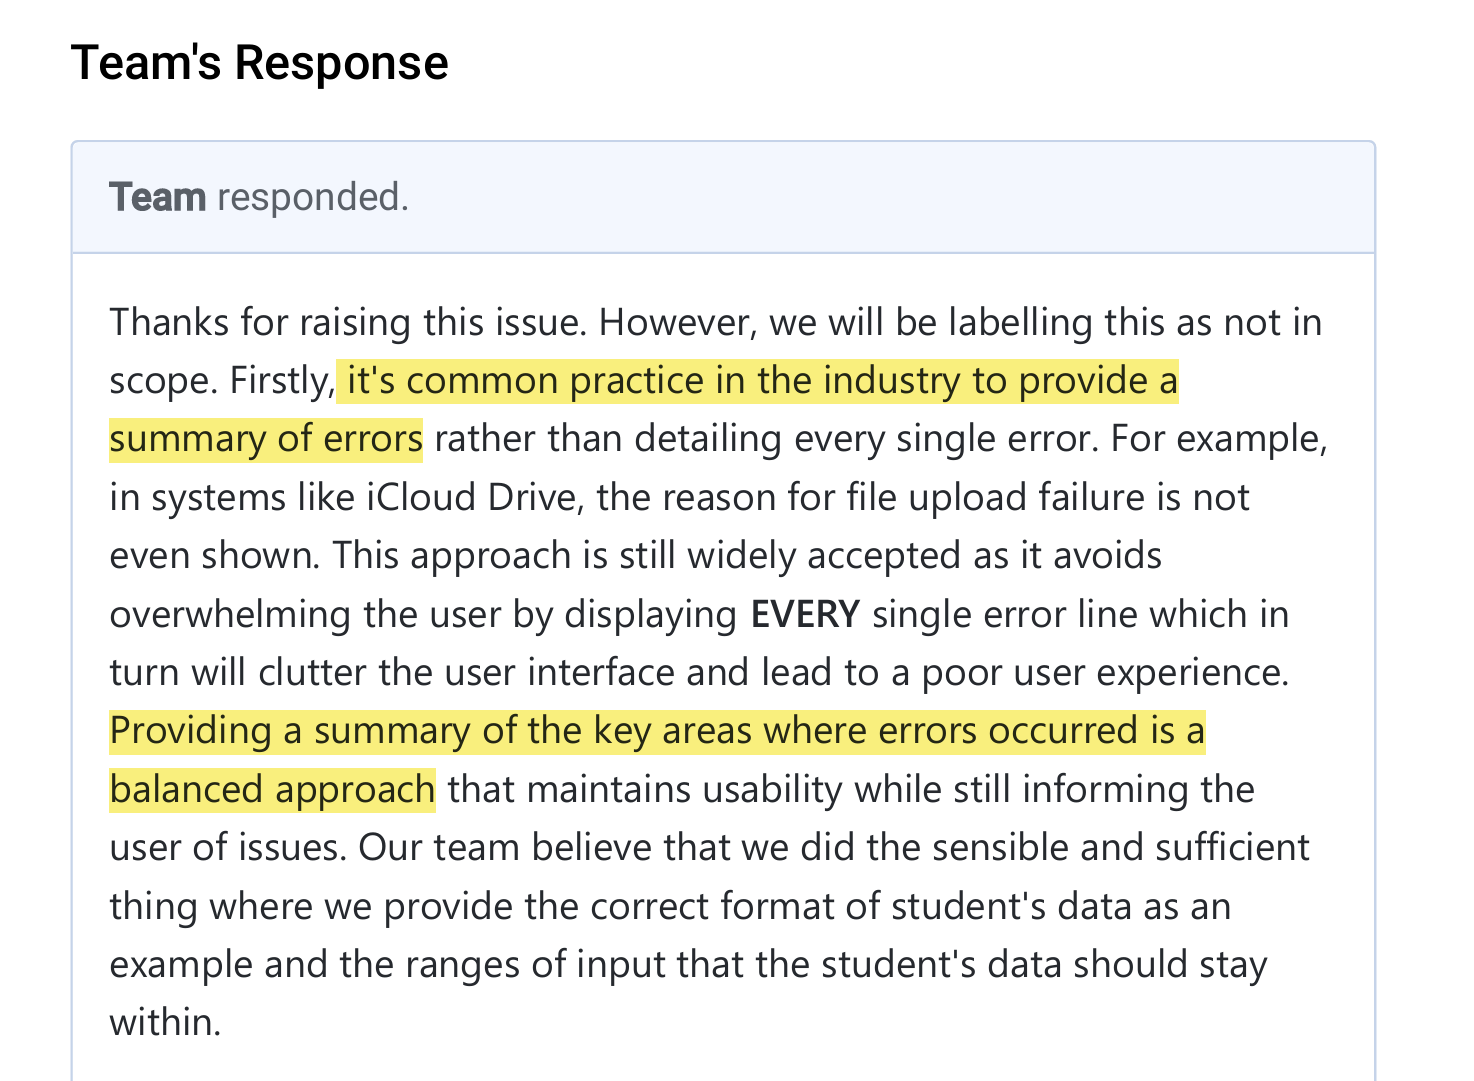 Team's Response
Team responded.
Thanks for raising this issue. However, we will be labelling this as not in
scope. Firstly, it's common practice in the industry to provide a
summary of errors rather than detailing every single error. For example,
in systems like iCloud Drive, the reason for file upload failure is not
even shown. This approach is still widely accepted as it avoids
overwhelming the user by displaying EVERY single error line which in
turn will clutter the user interface and lead to a poor user experience.
Providing a summary of the key areas where errors occurred is a
balanced approach that maintains usability while still informing the
user of issues. Our team believe that we did the sensible and sufficient
thing where we provide the correct format of student's data as an
example and the ranges of input that the student's data should stay
within.